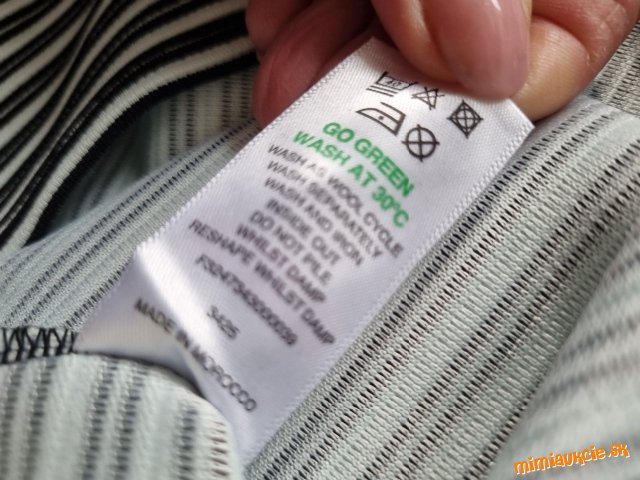 GO GREEN
WASH AT 30°C
WASH AS WOOL CYCLE
WASH SEPARATELY
WASH AND IRON
INSIDE OUT
DO NOT PILE
WHILST DAMP
RESHAPE WHILST DAMP
3425
MADE IN MOROCCO
mimiaukcie.sk